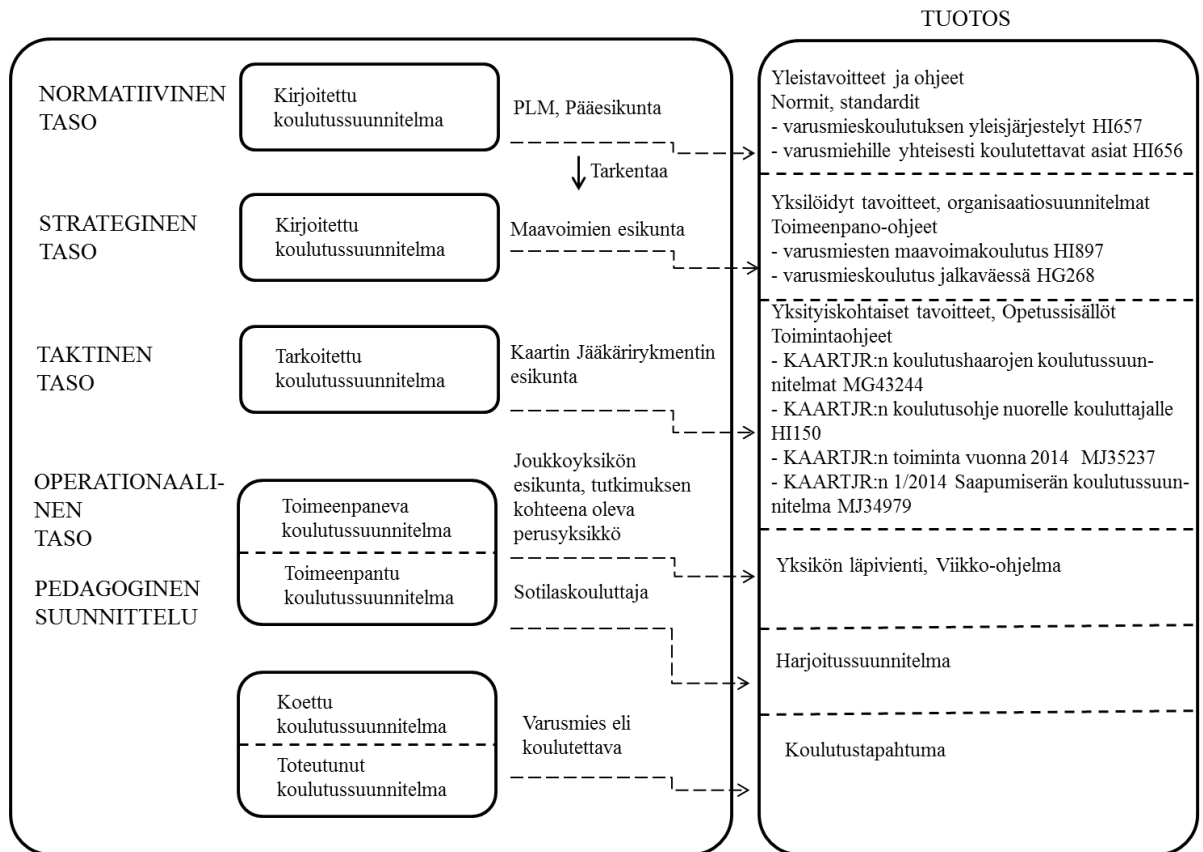 TUOTOS
NORMATIIVINEN
TASO
Kirjoitettu
koulutussuunnitelma
PLM, Pääesikunta
Tarkentaa
STRATEGINEN
TASO
Kirjoitettu
koulutussuunnitelma
Maavoimien esikunta
TAKTINEN
TASO
Tarkoitettu
koulutussuunnitelma
Kaartin Jääkärirykmentin
esikunta
OPERATIONAALI-
NEN
TASO
Toimeenpaneva
koulutussuunnitelma
Joukkoyksikön
esikunta, tutkimuksen
kohteena oleva
perusyksikkö
PEDAGOGINEN
SUUNNITTELU
Toimeenpantu
koulutussuunnitelma
Sotilaskouluttaja
Koettu
koulutussuunnitelma
Toteutunut
koulutussuunnitelma
Varusmies eli
koulutettava
Yleistavoitteet ja ohjeet
Normit, standardit
- varusmieskoulutuksen yleisjärjestelyt HI657
- varusmiehille yhteisesti koulutettavat asiat HI656
Yksilöidyt tavoitteet, organisaatiosuunnitelmat
Toimeenpano-ohjeet
- varusmiesten maavoimakoulutus HI897
- varusmieskoulutus jalkaväessä HG268
Yksityiskohtaiset tavoitteet, Opetussisällöt
Toimintaohjeet
- KAARTJR:n koulutushaarojen koulutussuun-
nitelmat MG43244
- KAARTJR:n koulutusohje nuorelle kouluttajalle
HI150
- KAARTJR:n toiminta vuonna 2014 MJ35237
- KAARTJR:n 1/2014 Saapumiserän koulutussuun-
nitelma MJ34979
Yksikön läpivienti, Viikko-ohjelma
Harjoitussuunnitelma
Koulutustapahtuma